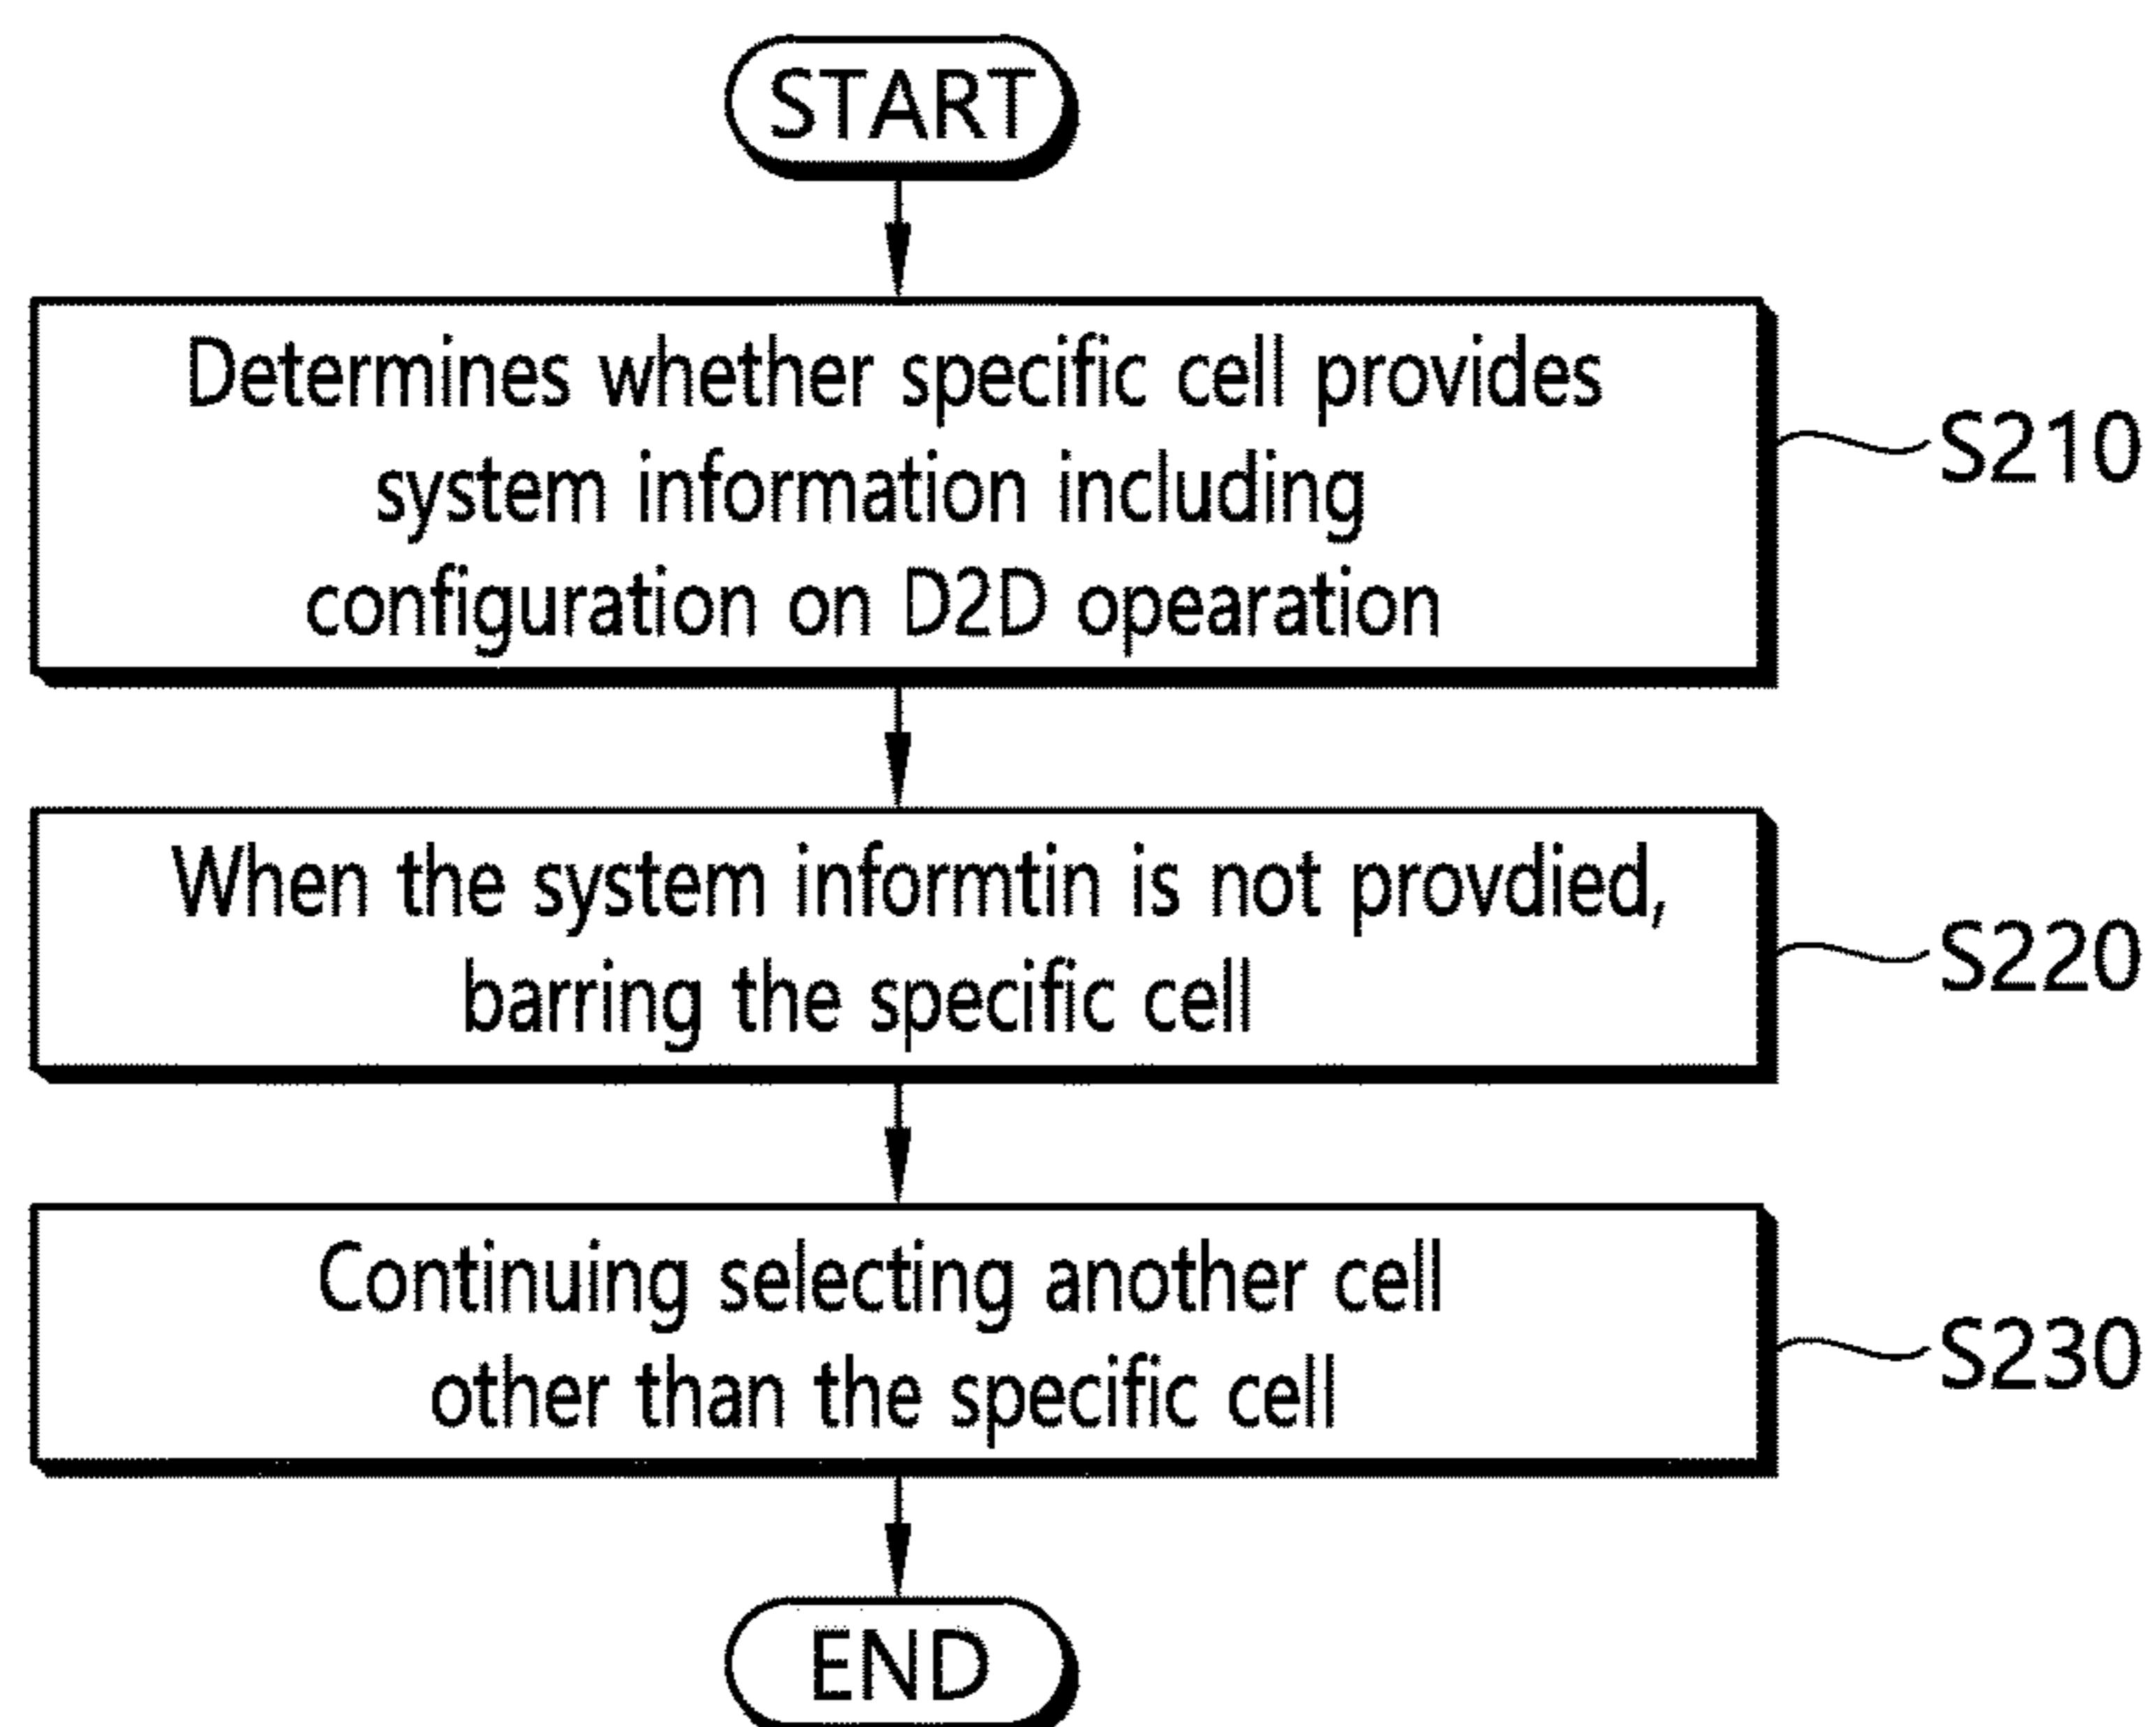 START
Determines whether specific cell provides
system information including
configuration on D2D opearation
S210
When the system informtin is not provdied,
barring the specific cell
S220
Continuing selecting another cell
other than the specific cell
S230
END